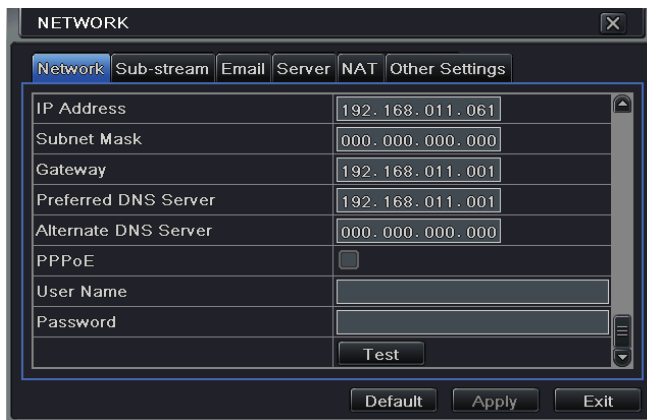 NETWORK
Network Sub-stream Email Server NAT Other Settings
IP Address 192.168.011.061
Subnet Mask 000.000.000.000
Gateway 192.168.011.001
Preferred DNS Server 192.168.011.001
Alternate DNS Server 000.000.000.000
PPPoE
User Name
Password
Test
Default Apply Exit